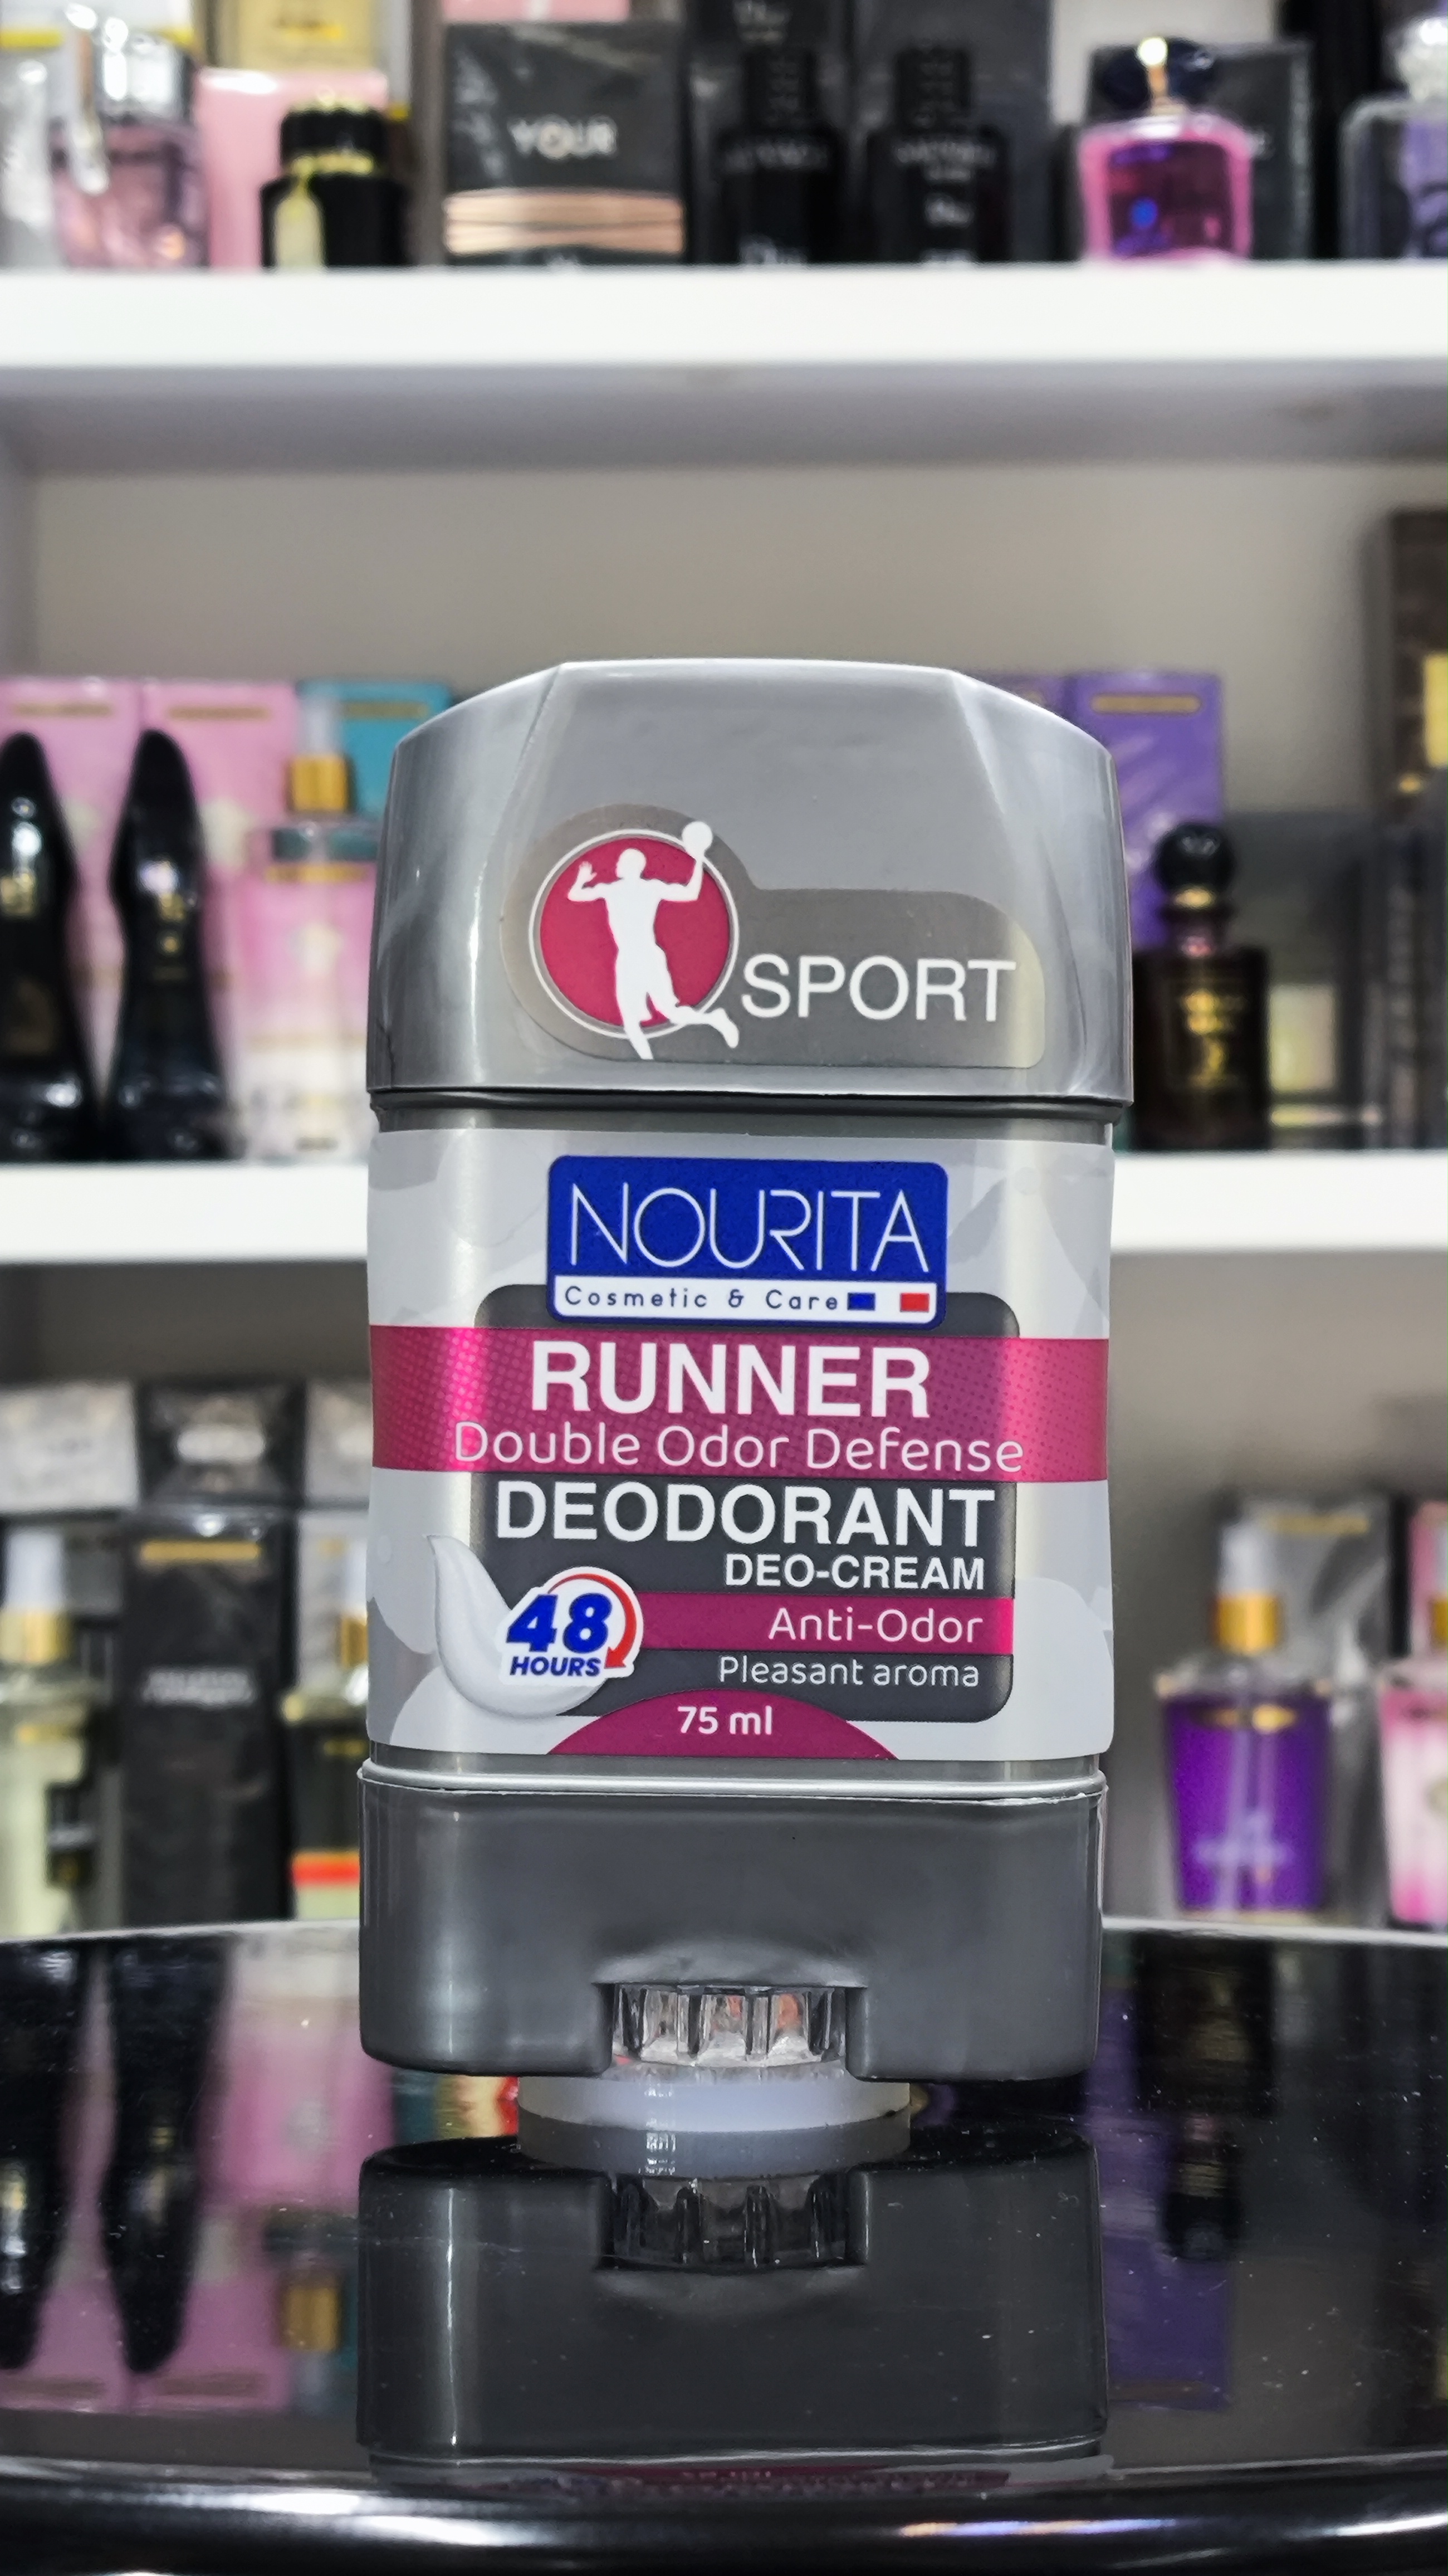 YOUR
SPORT
NOURITA
Cosmetic & Care
RUNNER
Double Odor Defense
DEODORANT
DEO-CREAM
48
HOURS
Anti-Odor
Pleasant aroma
75 ml